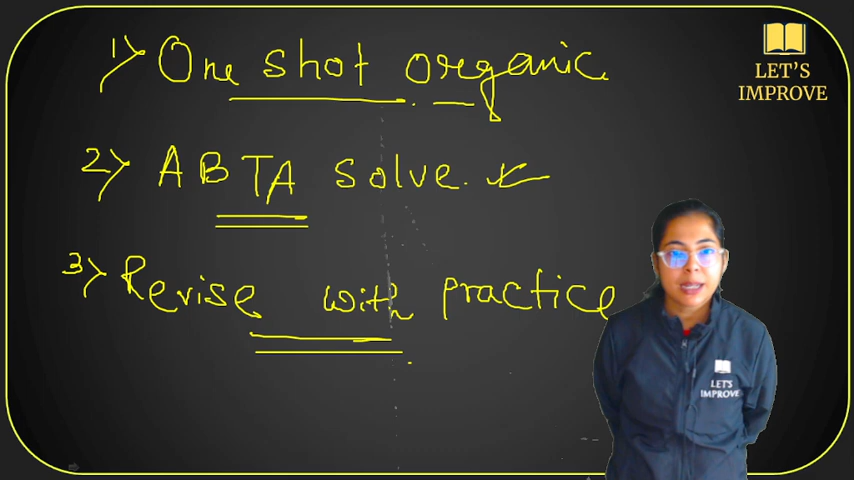 1) One shot organic
LET'S
IMPROVE
2) ABTA solve.
3) Revise with practice
LET'S
IMPROVE